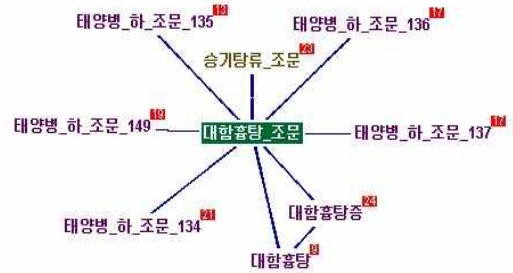 태양병_하_조문_135 13
태양병_하_조문_136 17
승기탕류_조문 23
태양병_하_조문_149 19
대함흉탕_조문
태양병_하_조문_137 17
대함흉탕증 24
태양병_하_조문_134 21
대함흉탕 9